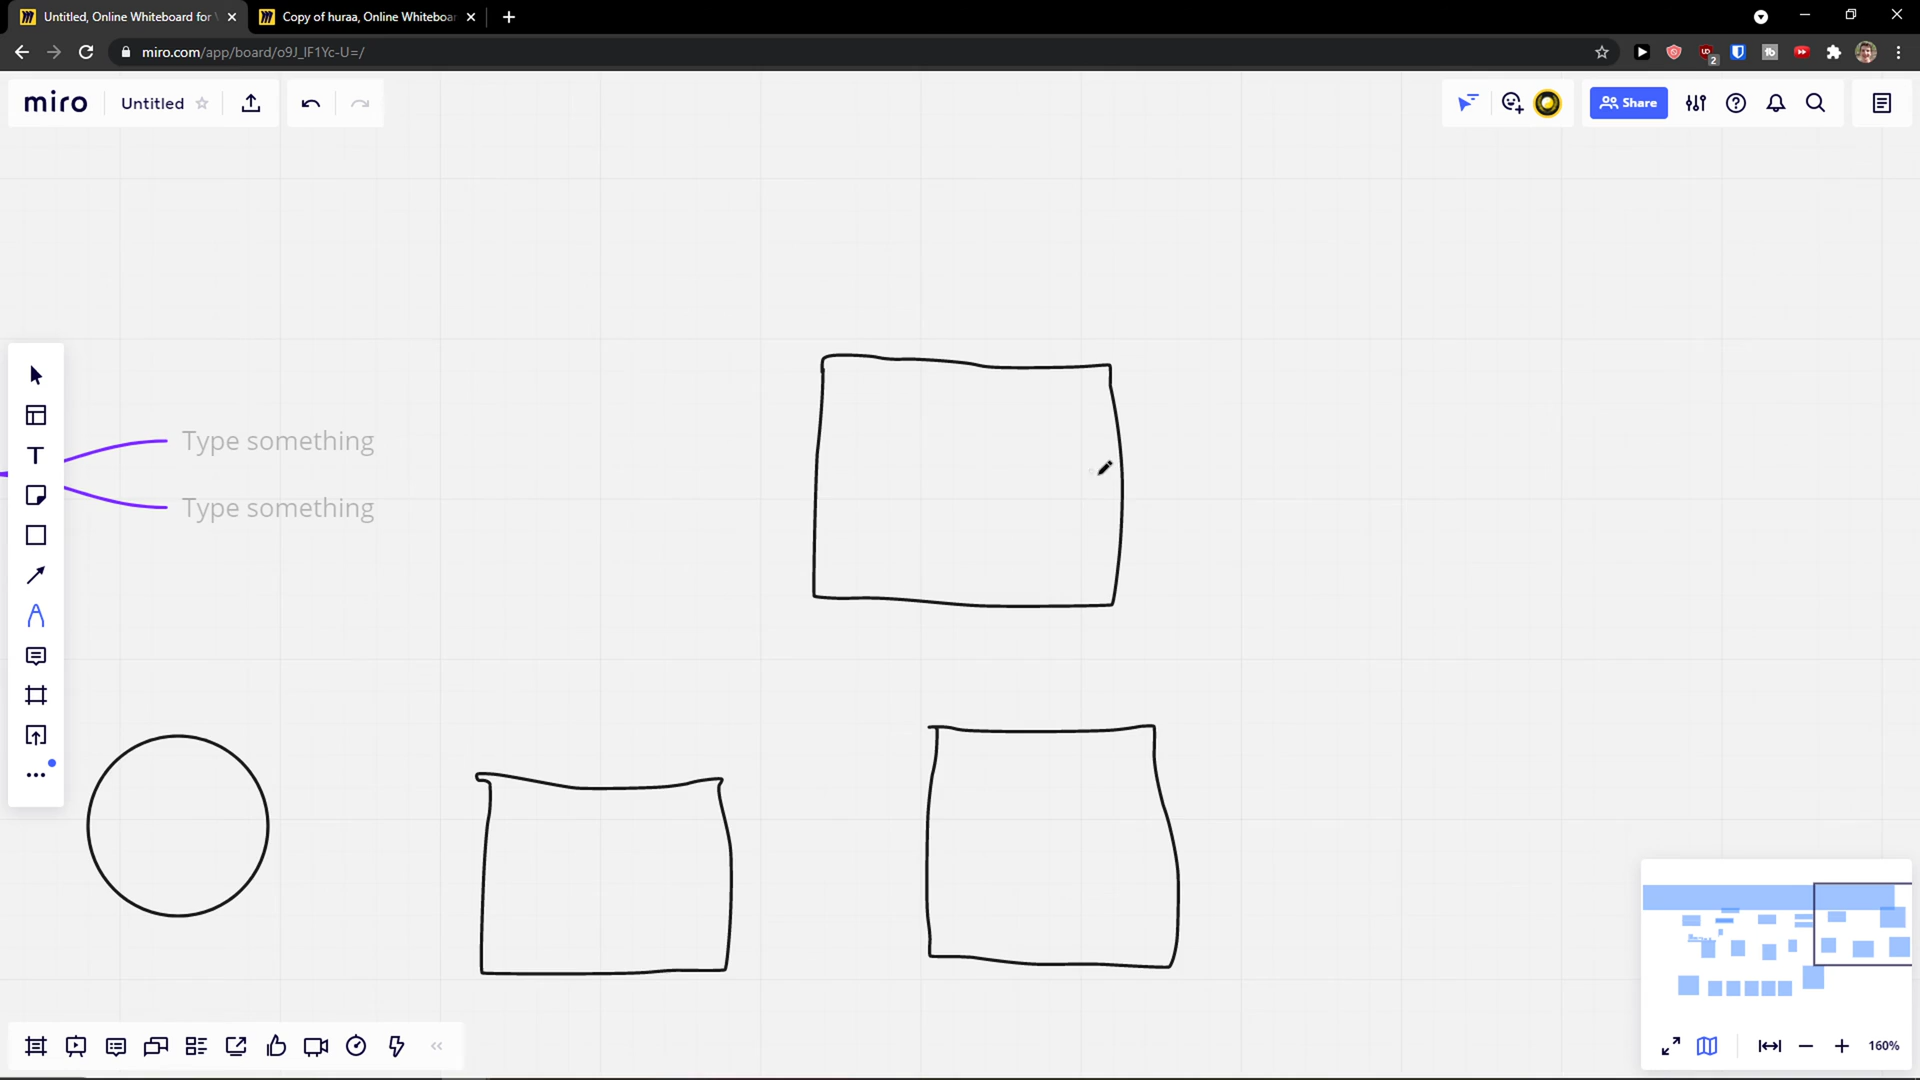 Untitled, Online Whiteboard for V
Copy of huraa, Online Whiteboar
miro.com/app/board/o9J_lF1Yc-U=/
2
miro
Untitled
Share
Type something
Type something
160%